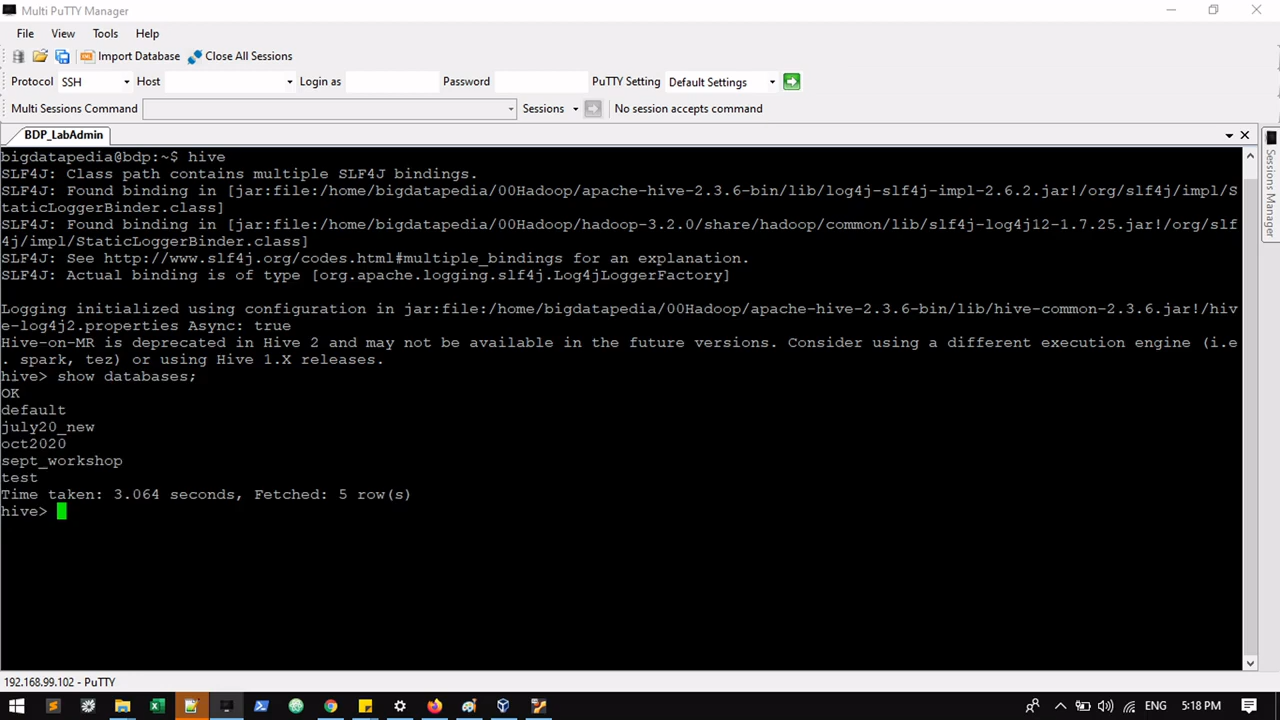 Multi PuTTY Manager
File View Tools Help
Import Database Close All Sessions
Protocol SSH Host Login as Password PuTTY Setting Default Settings
Multi Sessions Command Sessions No session accepts command
BDP_LabAdmin
Sessions Manager
bigdatapedia@bdp:~$ hive
SLF4J: Class path contains multiple SLF4J bindings.
SLF4J: Found binding in [jar:file:/home/bigdatapedia/00Hadoop/apache-hive-2.3.6-bin/lib/log4j-slf4j-impl-2.6.2.jar!/org/slf4j/impl/S
taticLoggerBinder.class]
SLF4J: Found binding in [jar:file:/home/bigdatapedia/00Hadoop/hadoop-3.2.0/share/hadoop/common/lib/slf4j-log4j12-1.7.25.jar!/org/slf
4j/impl/StaticLoggerBinder.class]
SLF4J: See http://www.slf4j.org/codes.html#multiple_bindings for an explanation.
SLF4J: Actual binding is of type [org.apache.logging.slf4j.Log4jLoggerFactory]
Logging initialized using configuration in jar:file:/home/bigdatapedia/00Hadoop/apache-hive-2.3.6-bin/lib/hive-common-2.3.6.jar!/hiv
e-log4j2.properties Async: true
Hive-on-MR is deprecated in Hive 2 and may not be available in the future versions. Consider using a different execution engine (i.e
. spark, tez) or using Hive 1.X releases.
hive> show databases;
OK
default
july20_new
oct2020
sept_workshop
test
Time taken: 3.064 seconds, Fetched: 5 row(s)
hive>
192.168.99.102 - PuTTY
ENG 5:18 PM